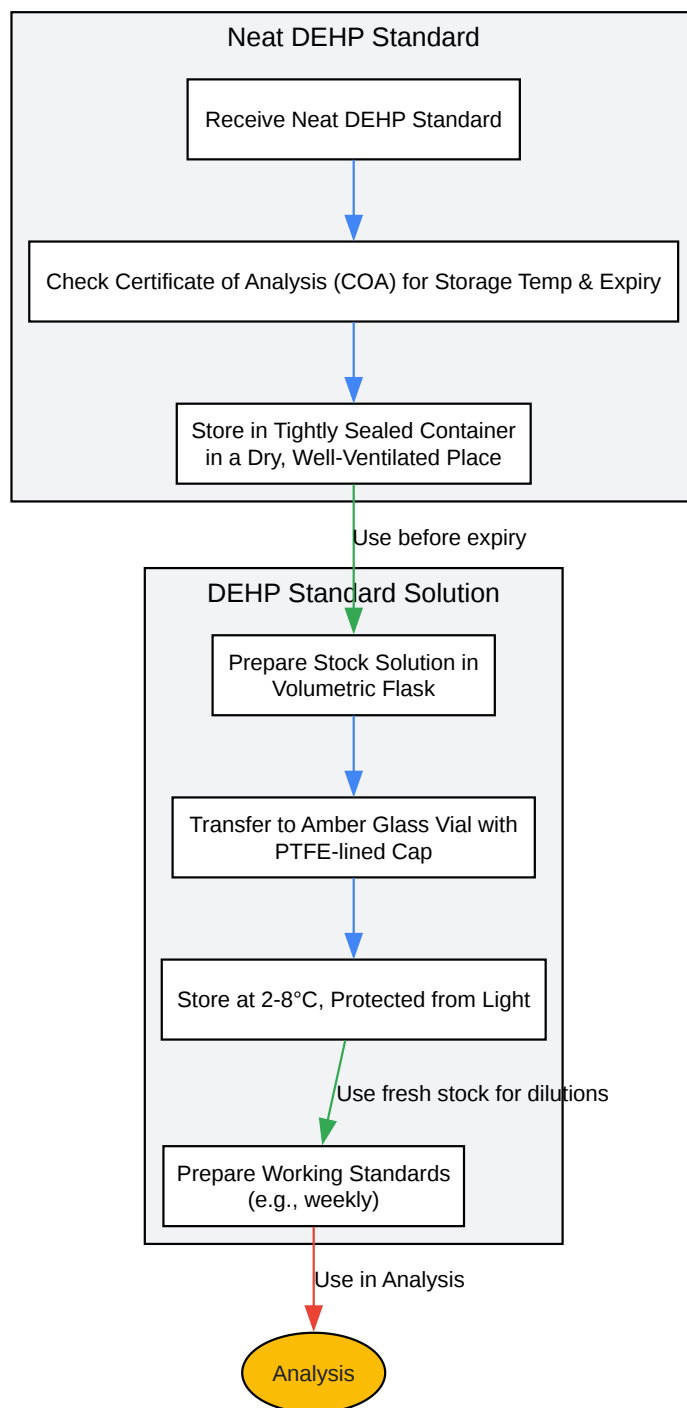 Neat DEHP Standard
Receive Neat DEHP Standard
Check Certificate of Analysis (COA) for Storage Temp & Expiry
Store in Tightly Sealed Container
in a Dry, Well-Ventilated Place
Use before expiry
DEHP Standard Solution
Prepare Stock Solution in
Volumetric Flask
Transfer to Amber Glass Vial with
PTFE-lined Cap
Store at 2-8°C, Protected from Light
Use fresh stock for dilutions
Prepare Working Standards
(e.g., weekly)
Use in Analysis
Analysis